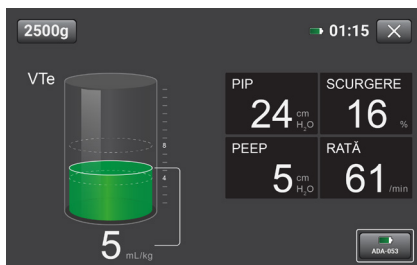 2500g
01:15
VTe
8
4
5 mL/kg
PIP
24 cm H₂O
SCURGERE
16 %
PEEP
5 cm H₂O
RATĂ
61 /min
ADA-053